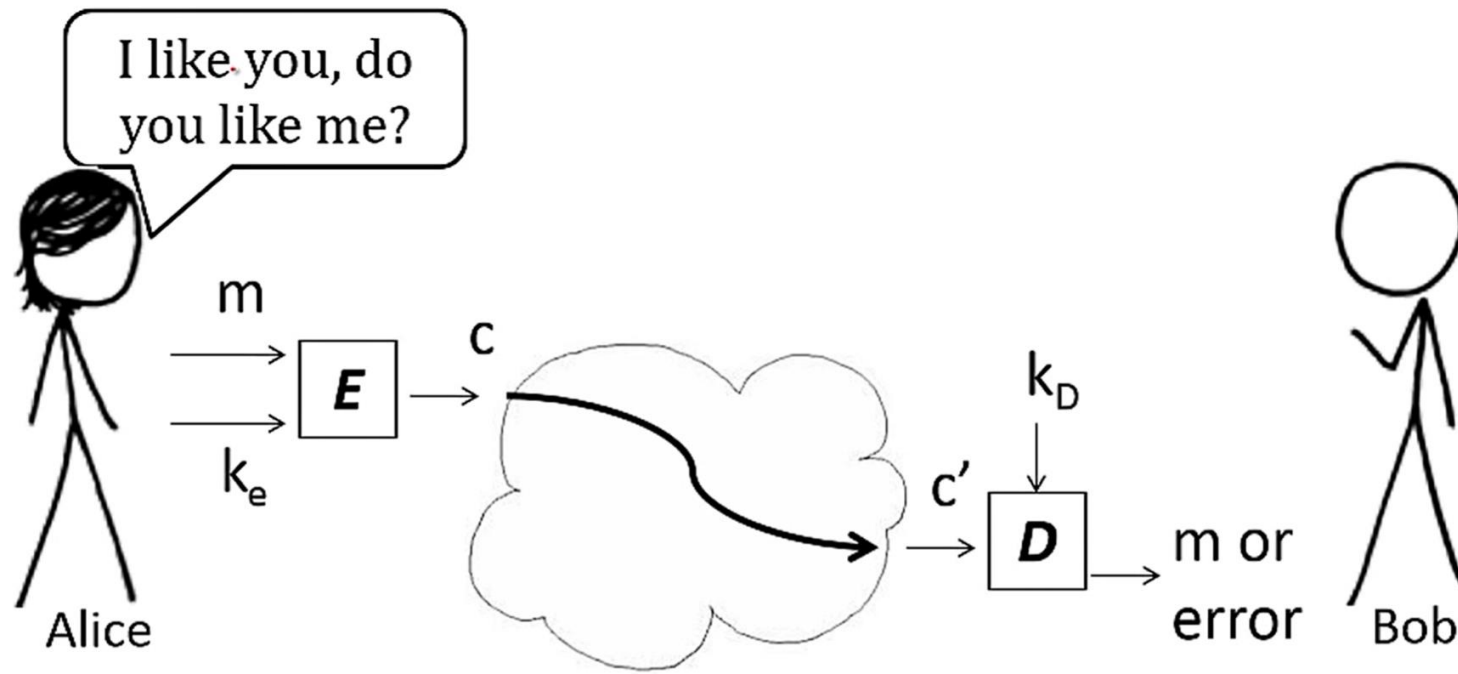 I like you, do
you like me?
m
E
k_e
c
k_D
c'
D
m or
error
Alice
Bob